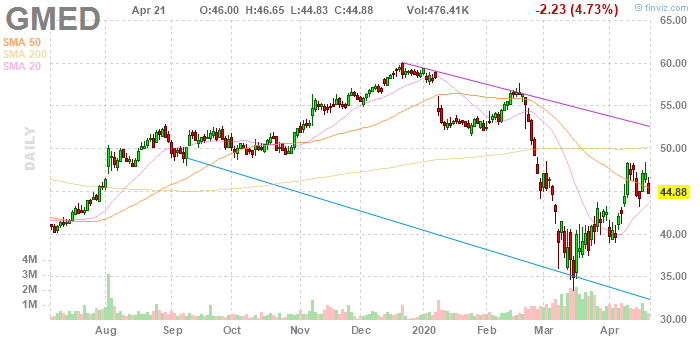 GMED Apr 21 O:46.00 H:46.65 L:44.83 C:44.88 Vol:476.41K -2.23 (4.73%) finviz.com
SMA 50
SMA 200
SMA 20
DAILY
65.00
60.00
55.00
50.00
44.88
40.00
35.00
30.00
4M
3M
2M
1M
Aug Sep Oct Nov Dec 2020 Feb Mar Apr